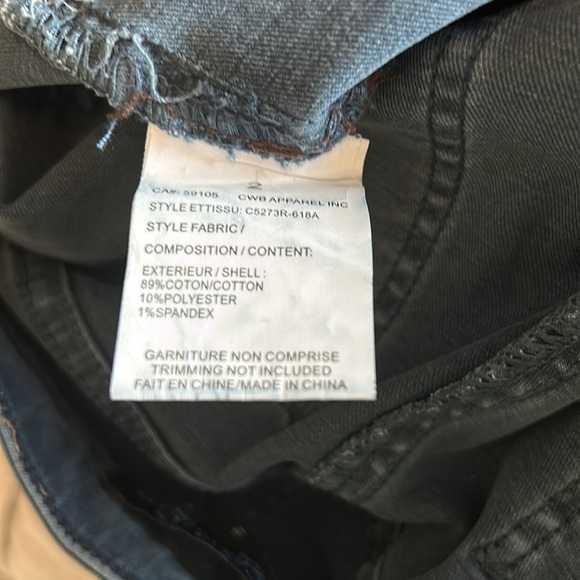 2
CA#: 59105 CWB APPAREL INC
STYLE ETTISSU: C5273R-618A
STYLE FABRIC /
COMPOSITION / CONTENT:
EXTERIEUR / SHELL :
89%COTON/COTTON
10%POLYESTER
1%SPANDEX
GARNITURE NON COMPRISE
TRIMMING NOT INCLUDED
FAIT EN CHINE/MADE IN CHINA